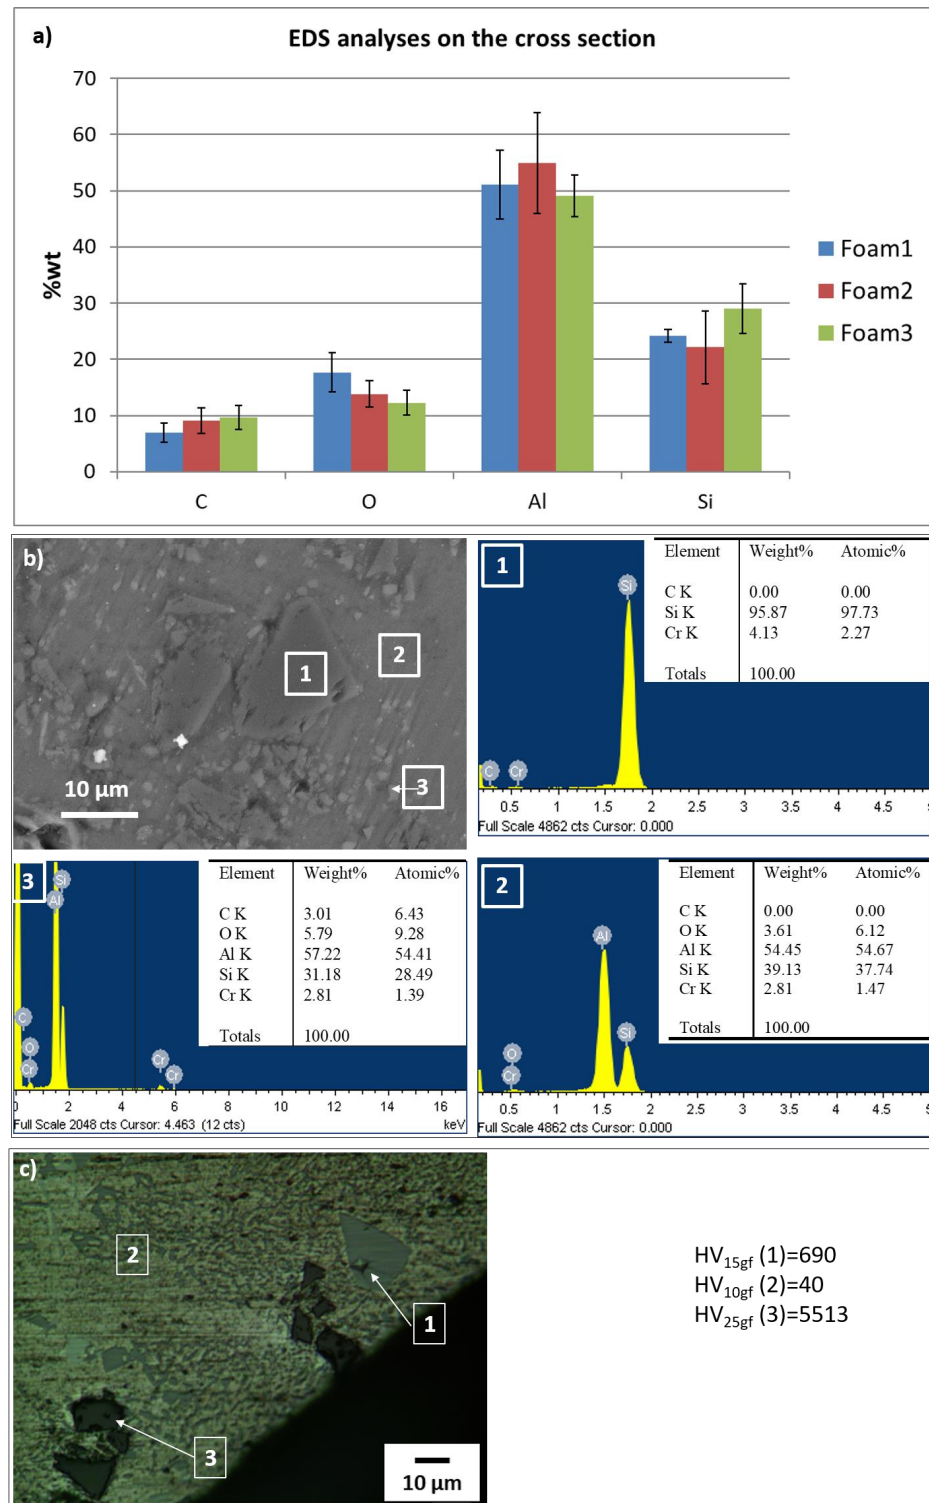 a)
EDS analyses on the cross section
%wt
70
60
50
40
30
20
10
0
C O Al Si
Foam1
Foam2
Foam3
b)
1
2
3
10 µm
1
Element Weight% Atomic%
C K 0.00 0.00
Si K 95.87 97.73
Cr K 4.13 2.27
Totals 100.00
Si
C Cr
0.5 1 1.5 2 2.5 3 3.5 4 4.5
Full Scale 4862 cts Cursor: 0.000
3
Element Weight% Atomic%
C K 3.01 6.43
O K 5.79 9.28
Al K 57.22 54.41
Si K 31.18 28.49
Cr K 2.81 1.39
Totals 100.00
Si
Al
C
O
Cr
Cr
Cr
0 2 4 6 8 10 12 14 16
Full Scale 2048 cts Cursor: 4.463 (12 cts) keV
2
Element Weight% Atomic%
C K 0.00 0.00
O K 3.61 6.12
Al K 54.45 54.67
Si K 39.13 37.74
Cr K 2.81 1.47
Totals 100.00
Al
Si
O
Cr
0.5 1 1.5 2 2.5 3 3.5 4 4.5
Full Scale 4862 cts Cursor: 0.000
c)
2
1
3
10 µm
HV15gf (1)=690
HV10gf (2)=40
HV25gf (3)=5513